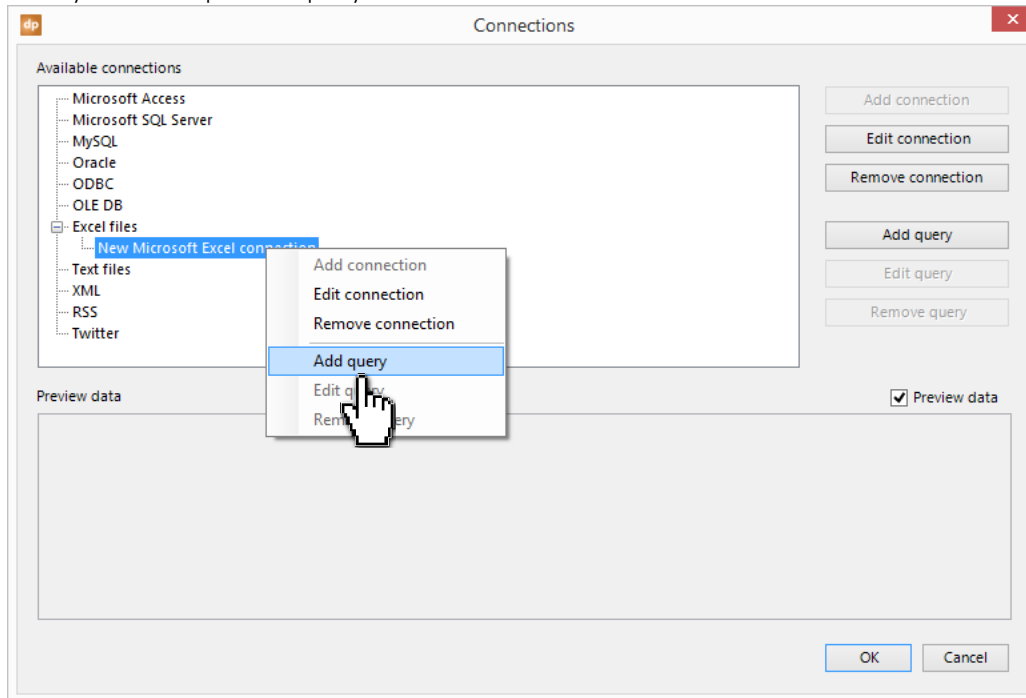 dp
Connections
Available connections
Microsoft Access
Microsoft SQL Server
MySQL
Oracle
ODBC
OLE DB
Excel files
New Microsoft Excel connection
Text files
XML
RSS
Twitter
Add connection
Edit connection
Remove connection
Add query
Edit query
Remove query
Add connection
Edit connection
Remove connection
Add query
Edit
Preview data
Preview data
OK
Cancel